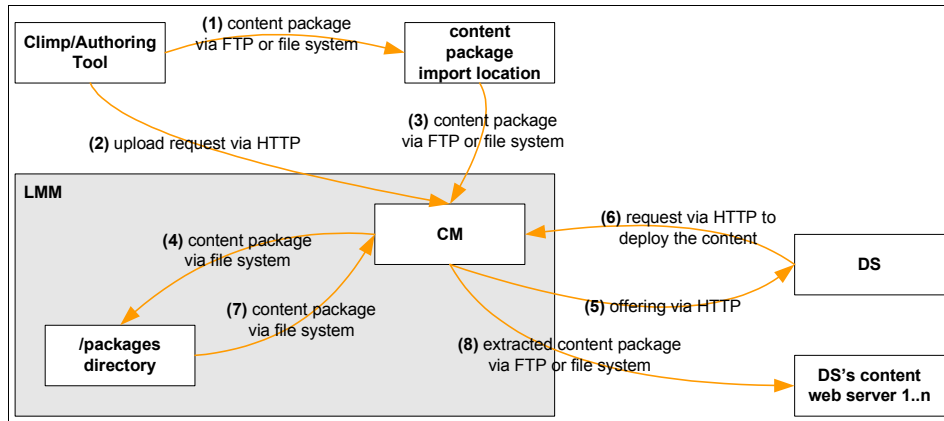 Climp/Authoring
Tool
(1) content package
via FTP or file system
content
package
import location
(2) upload request via HTTP
(3) content package
via FTP or file system
LMM
CM
(4) content package
via file system
(6) request via HTTP to
deploy the content
DS
(5) offering via HTTP
(7) content package
via file system
/packages
directory
(8) extracted content package
via FTP or file system
DS's content
web server 1..n